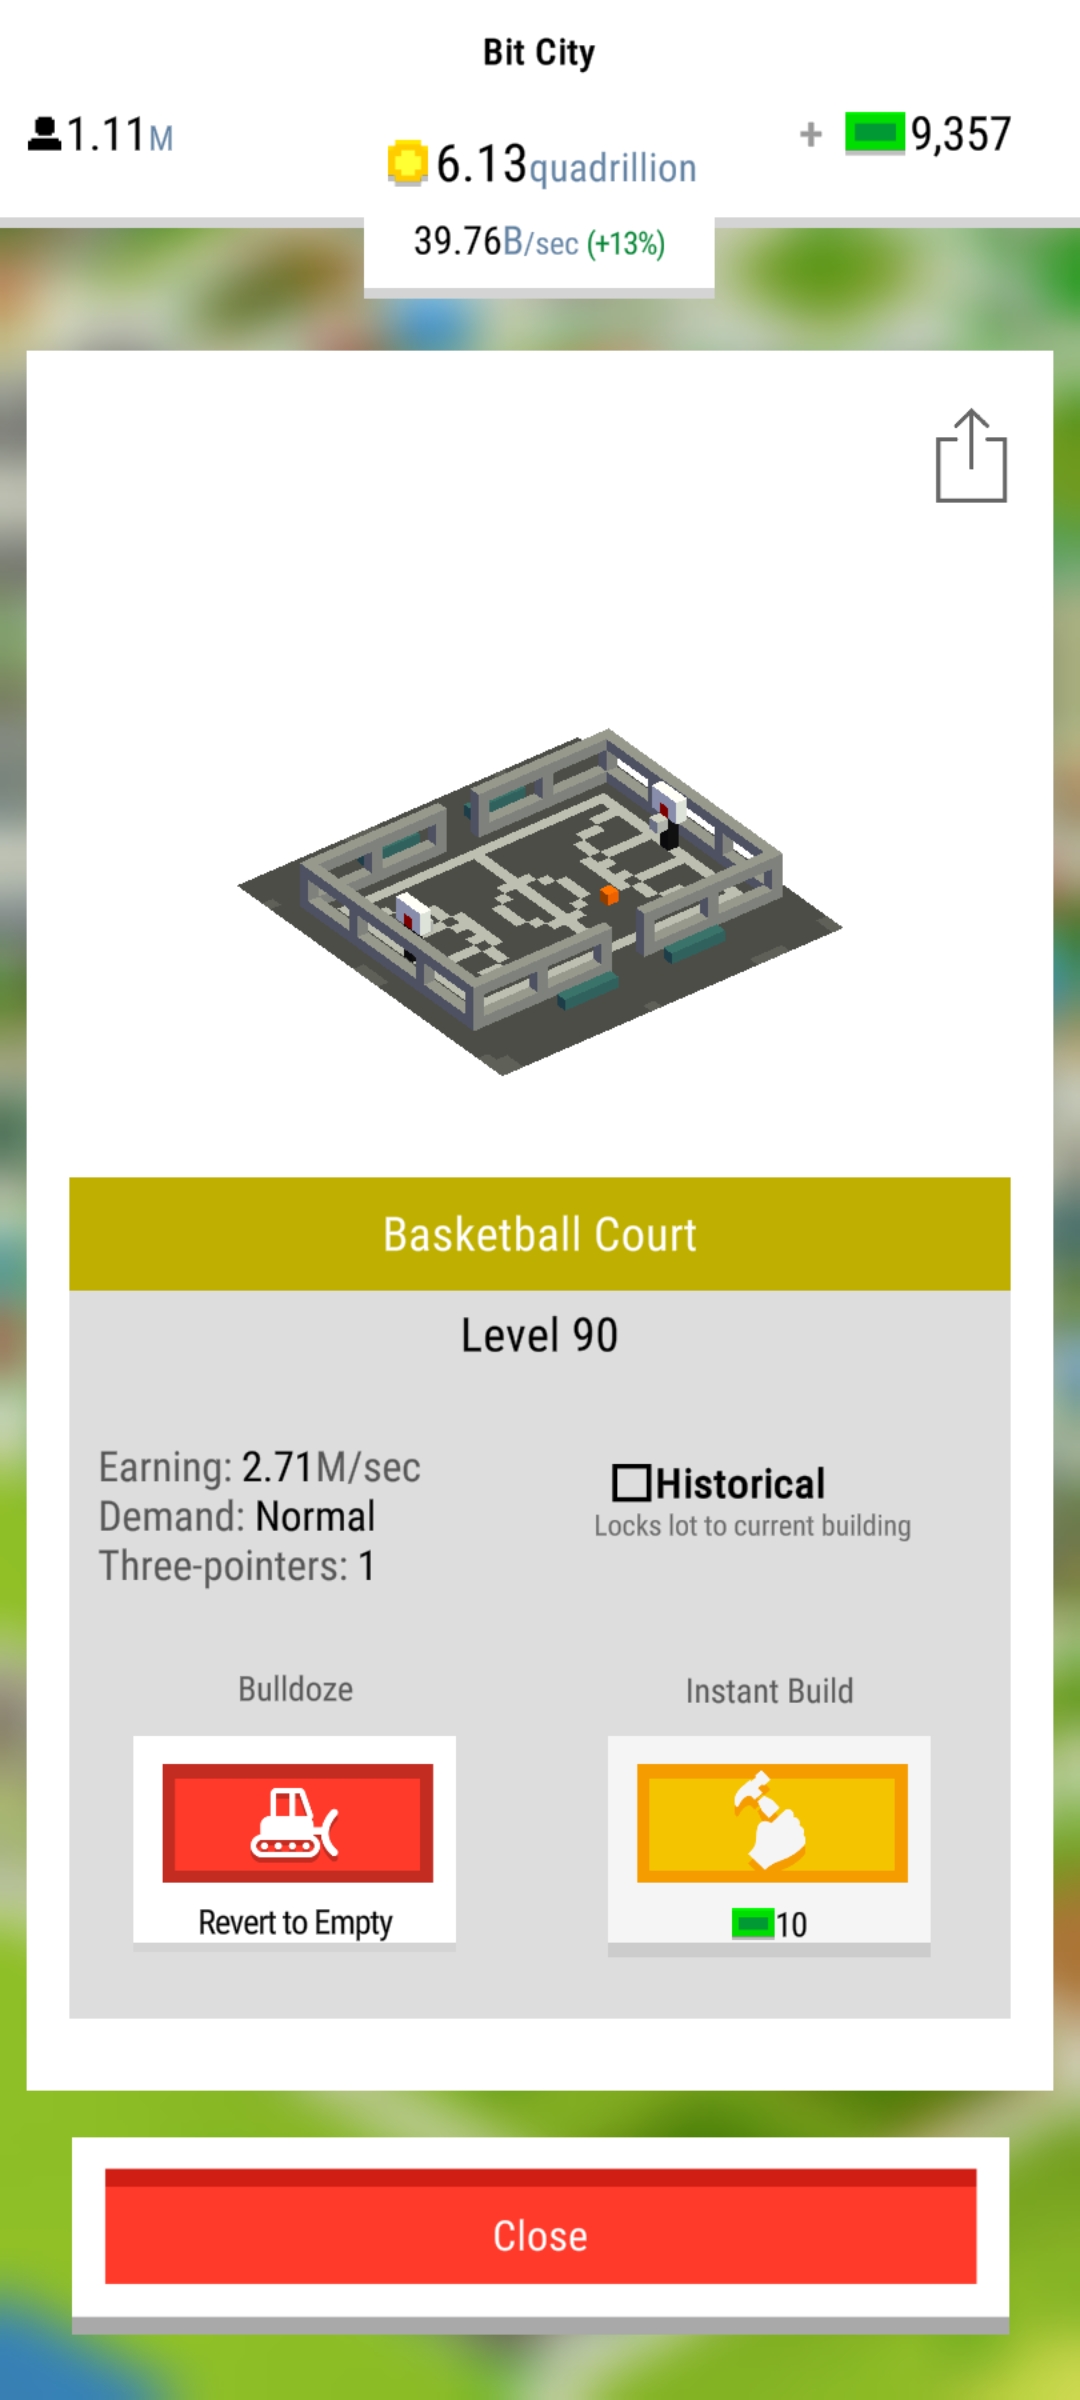 Bit City
1.11M
+ 9,357
6.13quadrillion
39.76B/sec (+13%)
Basketball Court
Level 90
Earning: 2.71M/sec
Demand: Normal
Three-pointers: 1
Historical
Locks lot to current building
Bulldoze
Instant Build
Revert to Empty
10
Close